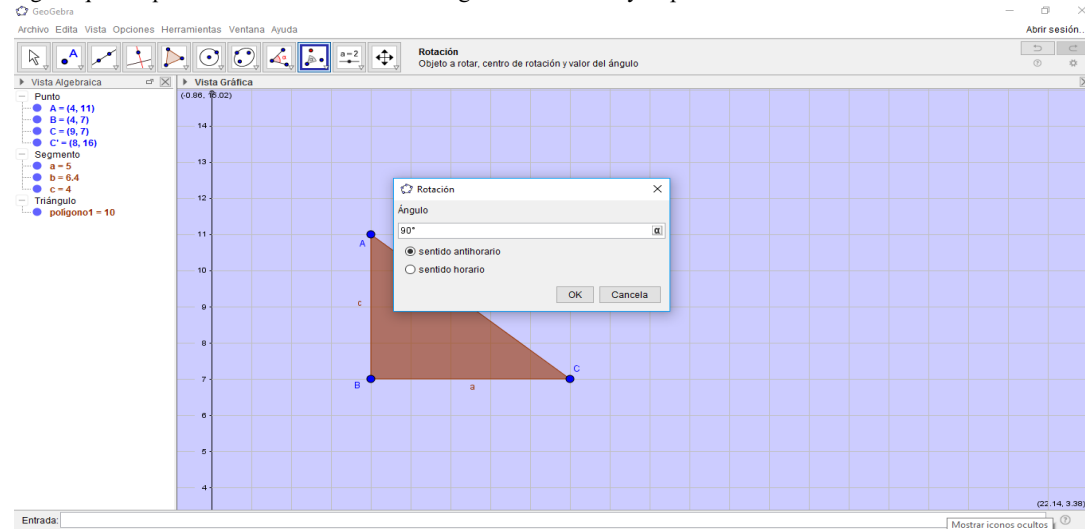 GeoGebra
Archivo Edita Vista Opciones Herramientas Ventana Ayuda
Abrir sesión...
A
α
a=2
Rotación
Objeto a rotar, centro de rotación y valor del ángulo
Vista Algebraica
Vista Gráfica
Punto
A = (4, 11)
B = (4, 7)
C = (9, 7)
C' = (8, 16)
Segmento
a = 5
b = 6.4
c = 4
Triángulo
polígono1 = 10
14
13
12
11
10
9
8
7
6
5
4
A
c
B
a
C
Rotación
Ángulo
90°
α
sentido antihorario
sentido horario
OK Cancela
(22.14, 3.38)
Entrada:
Mostrar iconos ocultos